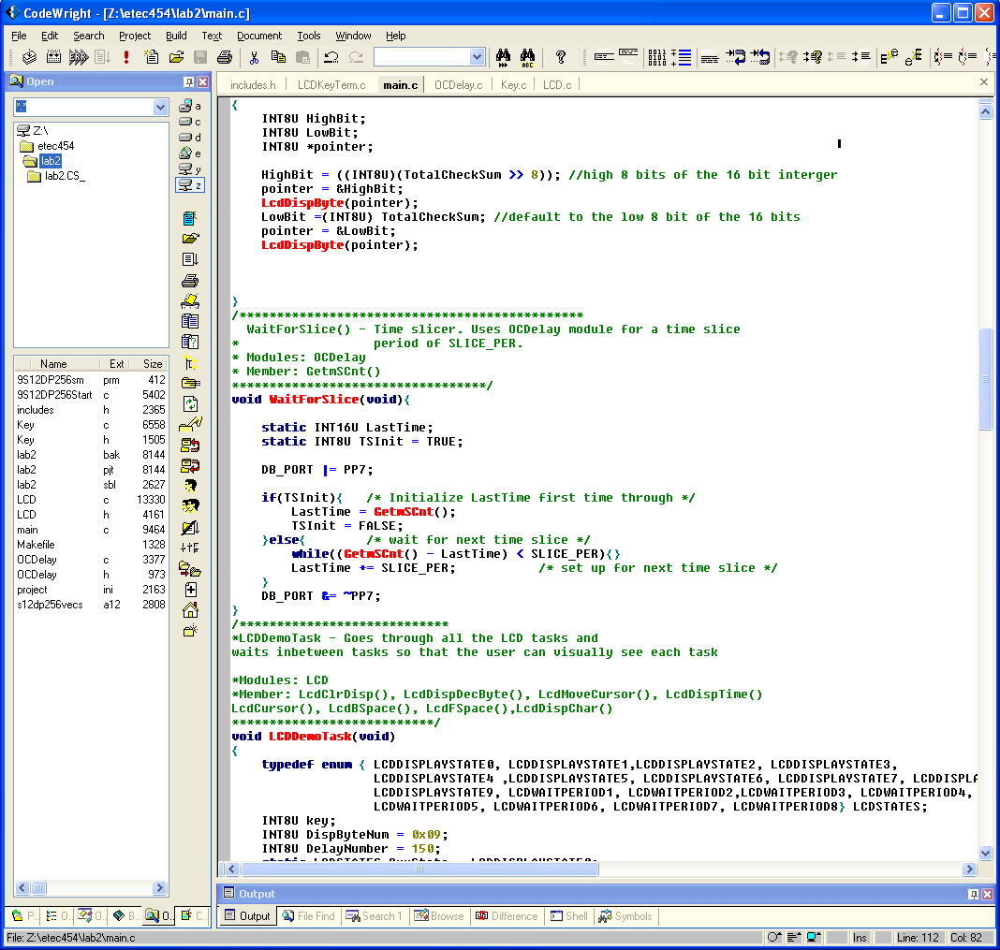 CodeWright - [Z:\etec454\lab2\main.c]
File Edit Search Project Build Text Document Tools Window Help
Open
includes.h LCDKeyTerm.c main.c OCDelay.c Key.c LCD.c
*.*
Z:\
etec454
lab2
lab2.CS_
a
c
d
e
y
z
Name Ext Size
9S12DP256sm prm 412
9S12DP256Start c 5402
includes h 2365
Key c 6558
Key h 1505
lab2 bak 8144
lab2 pjt 8144
lab2 sbl 2627
LCD c 13330
LCD h 4161
main c 9464
Makefile 1328
OCDelay c 3377
OCDelay h 973
project ini 2163
s12dp256vecs a12 2808
{
INT8U HighBit;
INT8U LowBit;
INT8U *pointer;
HighBit = ((INT8U)(TotalCheckSum >> 8)); //high 8 bits of the 16 bit interger
pointer = &HighBit;
LcdDispByte(pointer);
LowBit =(INT8U) TotalCheckSum; //default to the low 8 bit of the 16 bits
pointer = &LowBit;
LcdDispByte(pointer);
}
/**********************************************
WaitForSlice() - Time slicer. Uses OCDelay module for a time slice
* period of SLICE_PER.
* Modules: OCDelay
* Member: GetmSCnt()
**********************************/
void WaitForSlice(void){
static INT16U LastTime;
static INT8U TSInit = TRUE;
DB_PORT |= PP7;
if(TSInit){ /* Initialize LastTime first time through */
LastTime = GetmSCnt();
TSInit = FALSE;
}else{ /* wait for next time slice */
while((GetmSCnt() - LastTime) < SLICE_PER){}
LastTime += SLICE_PER; /* set up for next time slice */
}
DB_PORT &= ~PP7;
}
/****************************
*LCDDemoTask - Goes through all the LCD tasks and
waits inbetween tasks so that the user can visually see each task
*Modules: LCD
*Member: LcdClrDisp(), LcdDispDecByte(), LcdMoveCursor(), LcdDispTime()
LcdCursor(), LcdBSpace(), LcdFSpace(),LcdDispChar()
***************************/
void LCDDemoTask(void)
{
typedef enum { LCDDISPLAYSTATE0, LCDDISPLAYSTATE1,LCDDISPLAYSTATE2, LCDDISPLAYSTATE3,
LCDDISPLAYSTATE4 ,LCDDISPLAYSTATE5, LCDDISPLAYSTATE6, LCDDISPLAYSTATE7, LCDDISPLA
LCDDISPLAYSTATE9, LCDWAITPERIOD1, LCDWAITPERIOD2,LCDWAITPERIOD3, LCDWAITPERIOD4,
LCDWAITPERIOD5, LCDWAITPERIOD6, LCDWAITPERIOD7, LCDWAITPERIOD8} LCDSTATES;
INT8U key;
INT8U DispByteNum = 0x09;
INT8U DelayNumber = 150;
Output
P.. O.. O.. B.. O.. C..
Output File Find Search 1 Browse Difference Shell Symbols
File: Z:\etec454\lab2\main.c Ins Line: 112 Col: 82